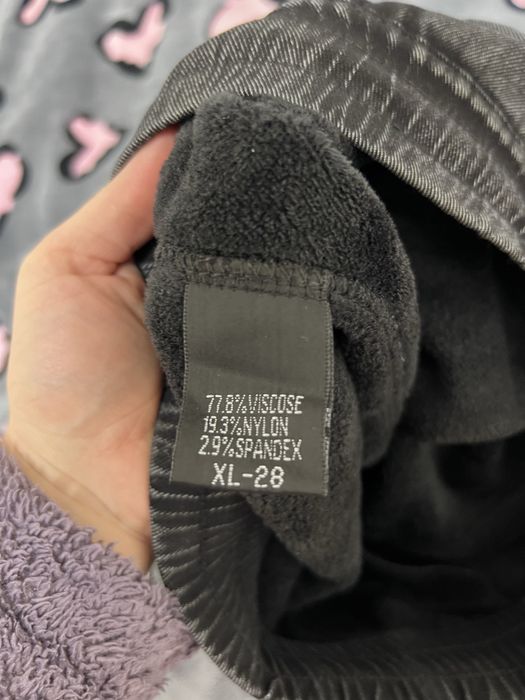 77.8%VISCOSE
19.3%NYLON
2.9%SPANDEX
XL-28